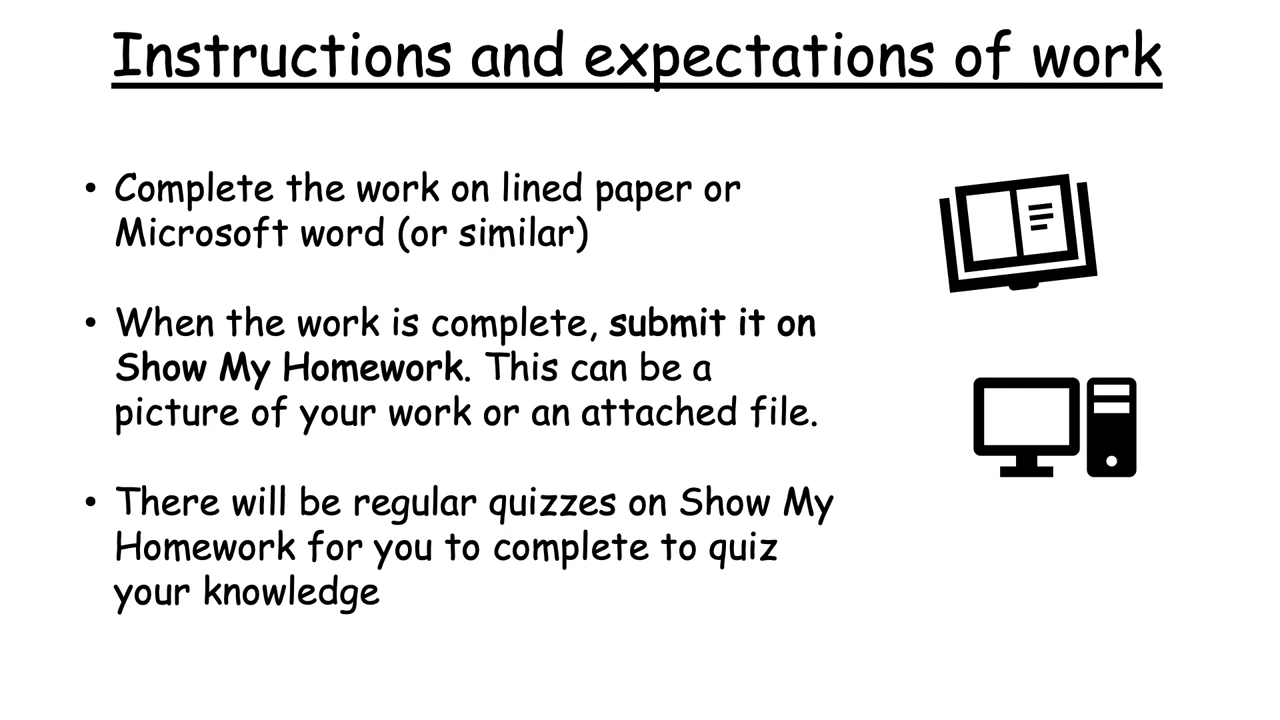 Instructions and expectations of work
• Complete the work on lined paper or
Microsoft word (or similar)
• When the work is complete, submit it on
Show My Homework. This can be a
picture of your work or an attached file.
• There will be regular quizzes on Show My
Homework for you to complete to quiz
your knowledge